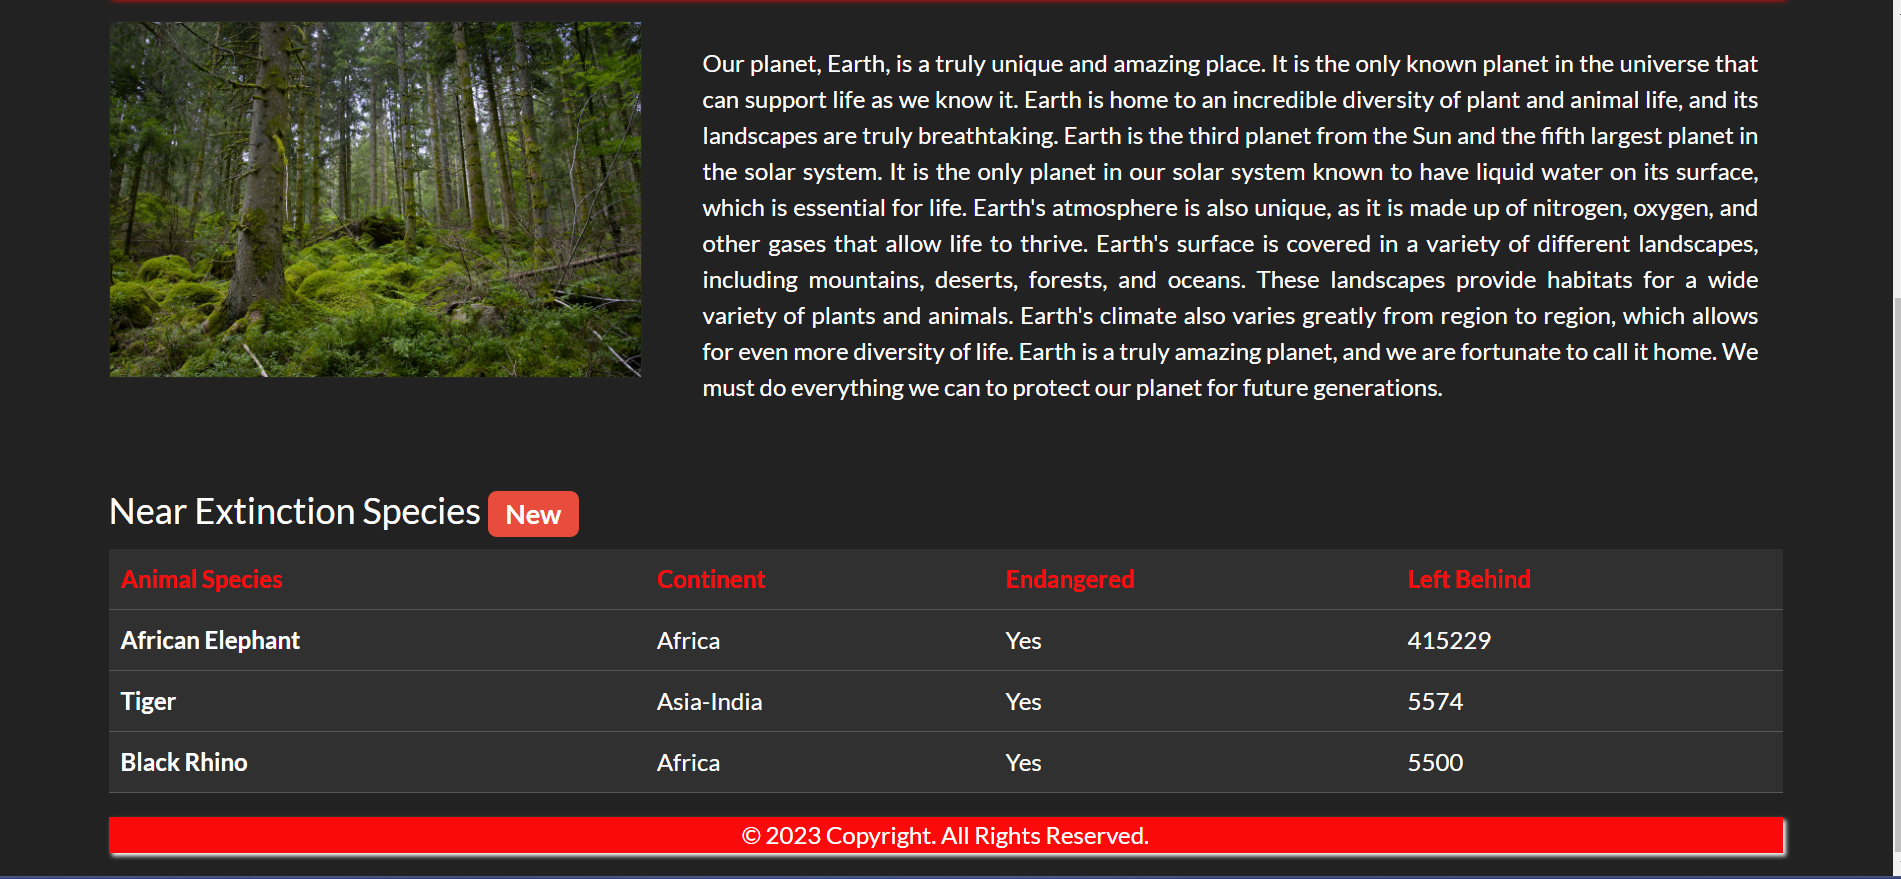 Our planet, Earth, is a truly unique and amazing place. It is the only known planet in the universe that
can support life as we know it. Earth is home to an incredible diversity of plant and animal life, and its
landscapes are truly breathtaking. Earth is the third planet from the Sun and the fifth largest planet in
the solar system. It is the only planet in our solar system known to have liquid water on its surface,
which is essential for life. Earth's atmosphere is also unique, as it is made up of nitrogen, oxygen, and
other gases that allow life to thrive. Earth's surface is covered in a variety of different landscapes,
including mountains, deserts, forests, and oceans. These landscapes provide habitats for a wide
variety of plants and animals. Earth's climate also varies greatly from region to region, which allows
for even more diversity of life. Earth is a truly amazing planet, and we are fortunate to call it home. We
must do everything we can to protect our planet for future generations.
Near Extinction Species New
Animal Species Continent Endangered Left Behind
African Elephant Africa Yes 415229
Tiger Asia-India Yes 5574
Black Rhino Africa Yes 5500
© 2023 Copyright. All Rights Reserved.